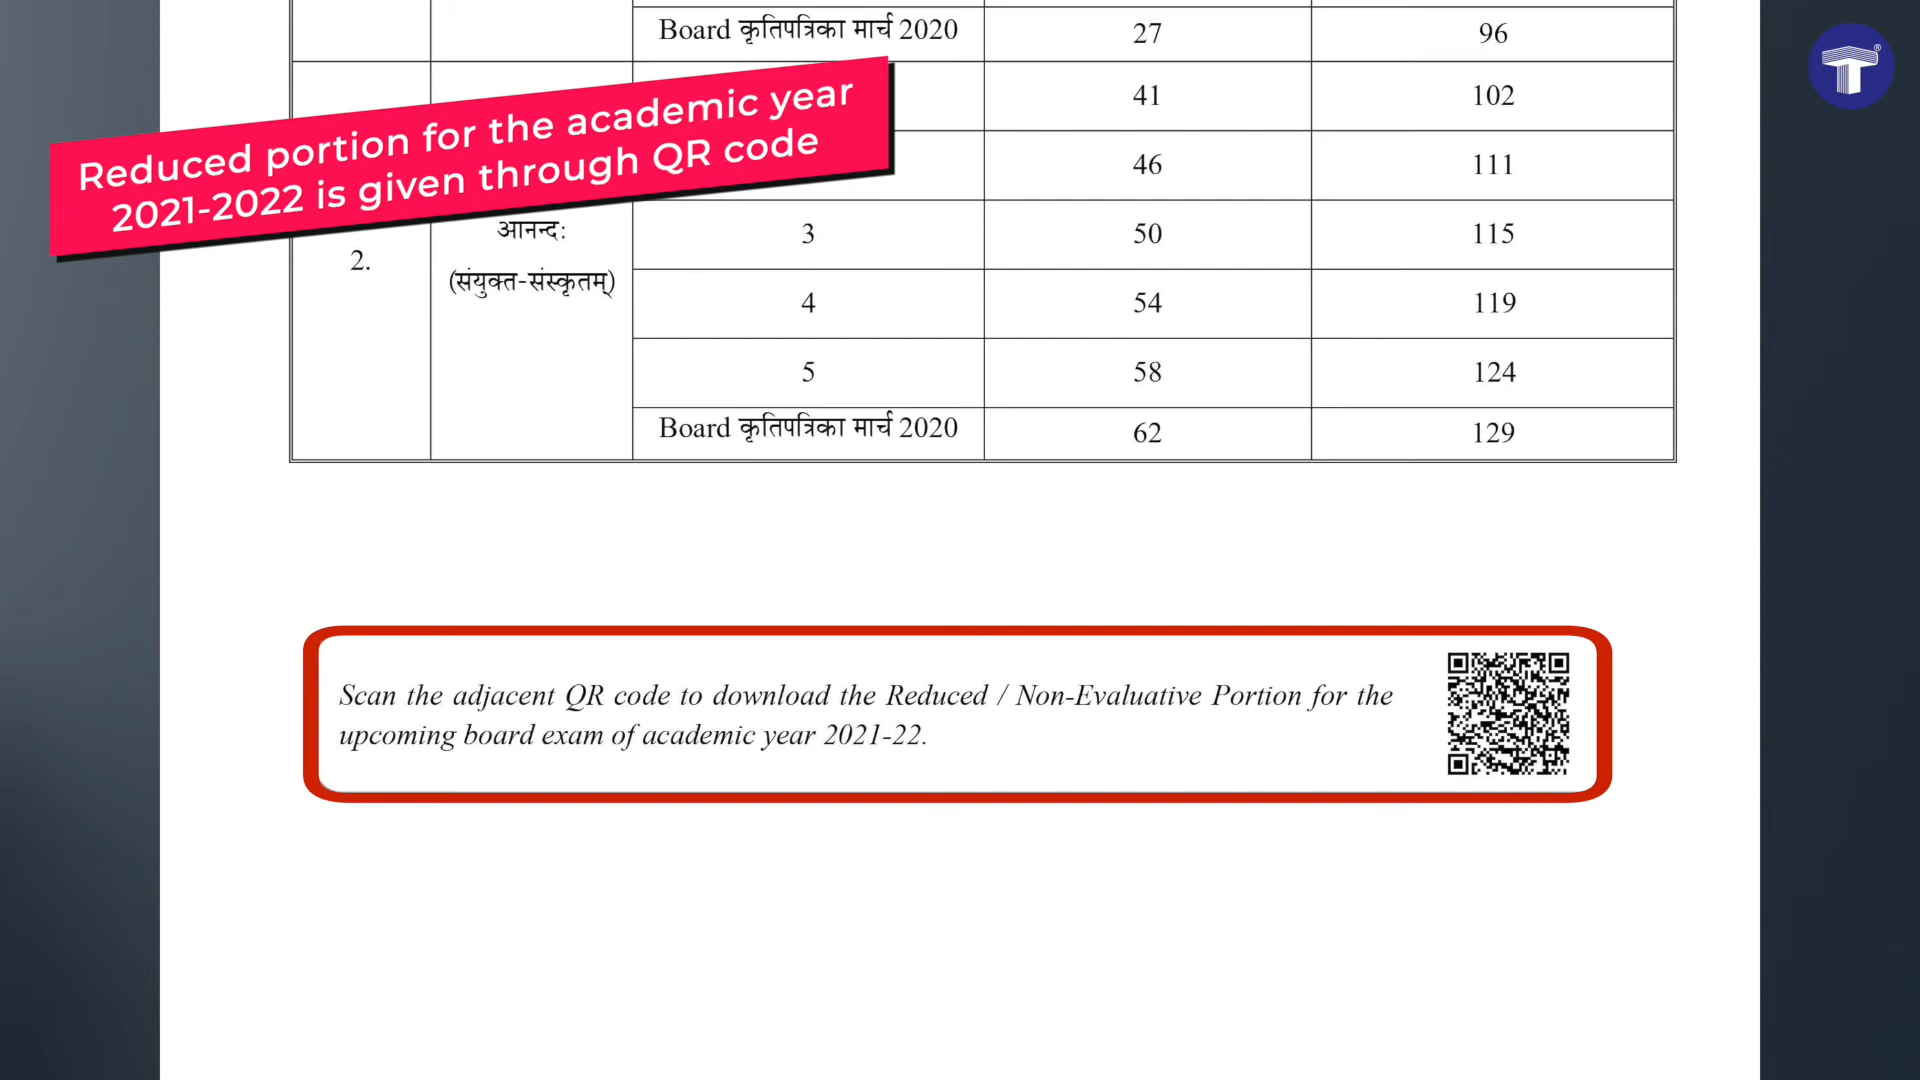 Board कृतिपत्रिका मार्च 2020 27 96
Reduced portion for the academic year
2021-2022 is given through QR code
41 102
46 111
2. आनन्दः
(संयुक्त-संस्कृतम्)
3 50 115
4 54 119
5 58 124
Board कृतिपत्रिका मार्च 2020 62 129
Scan the adjacent QR code to download the Reduced / Non-Evaluative Portion for the
upcoming board exam of academic year 2021-22.
T®